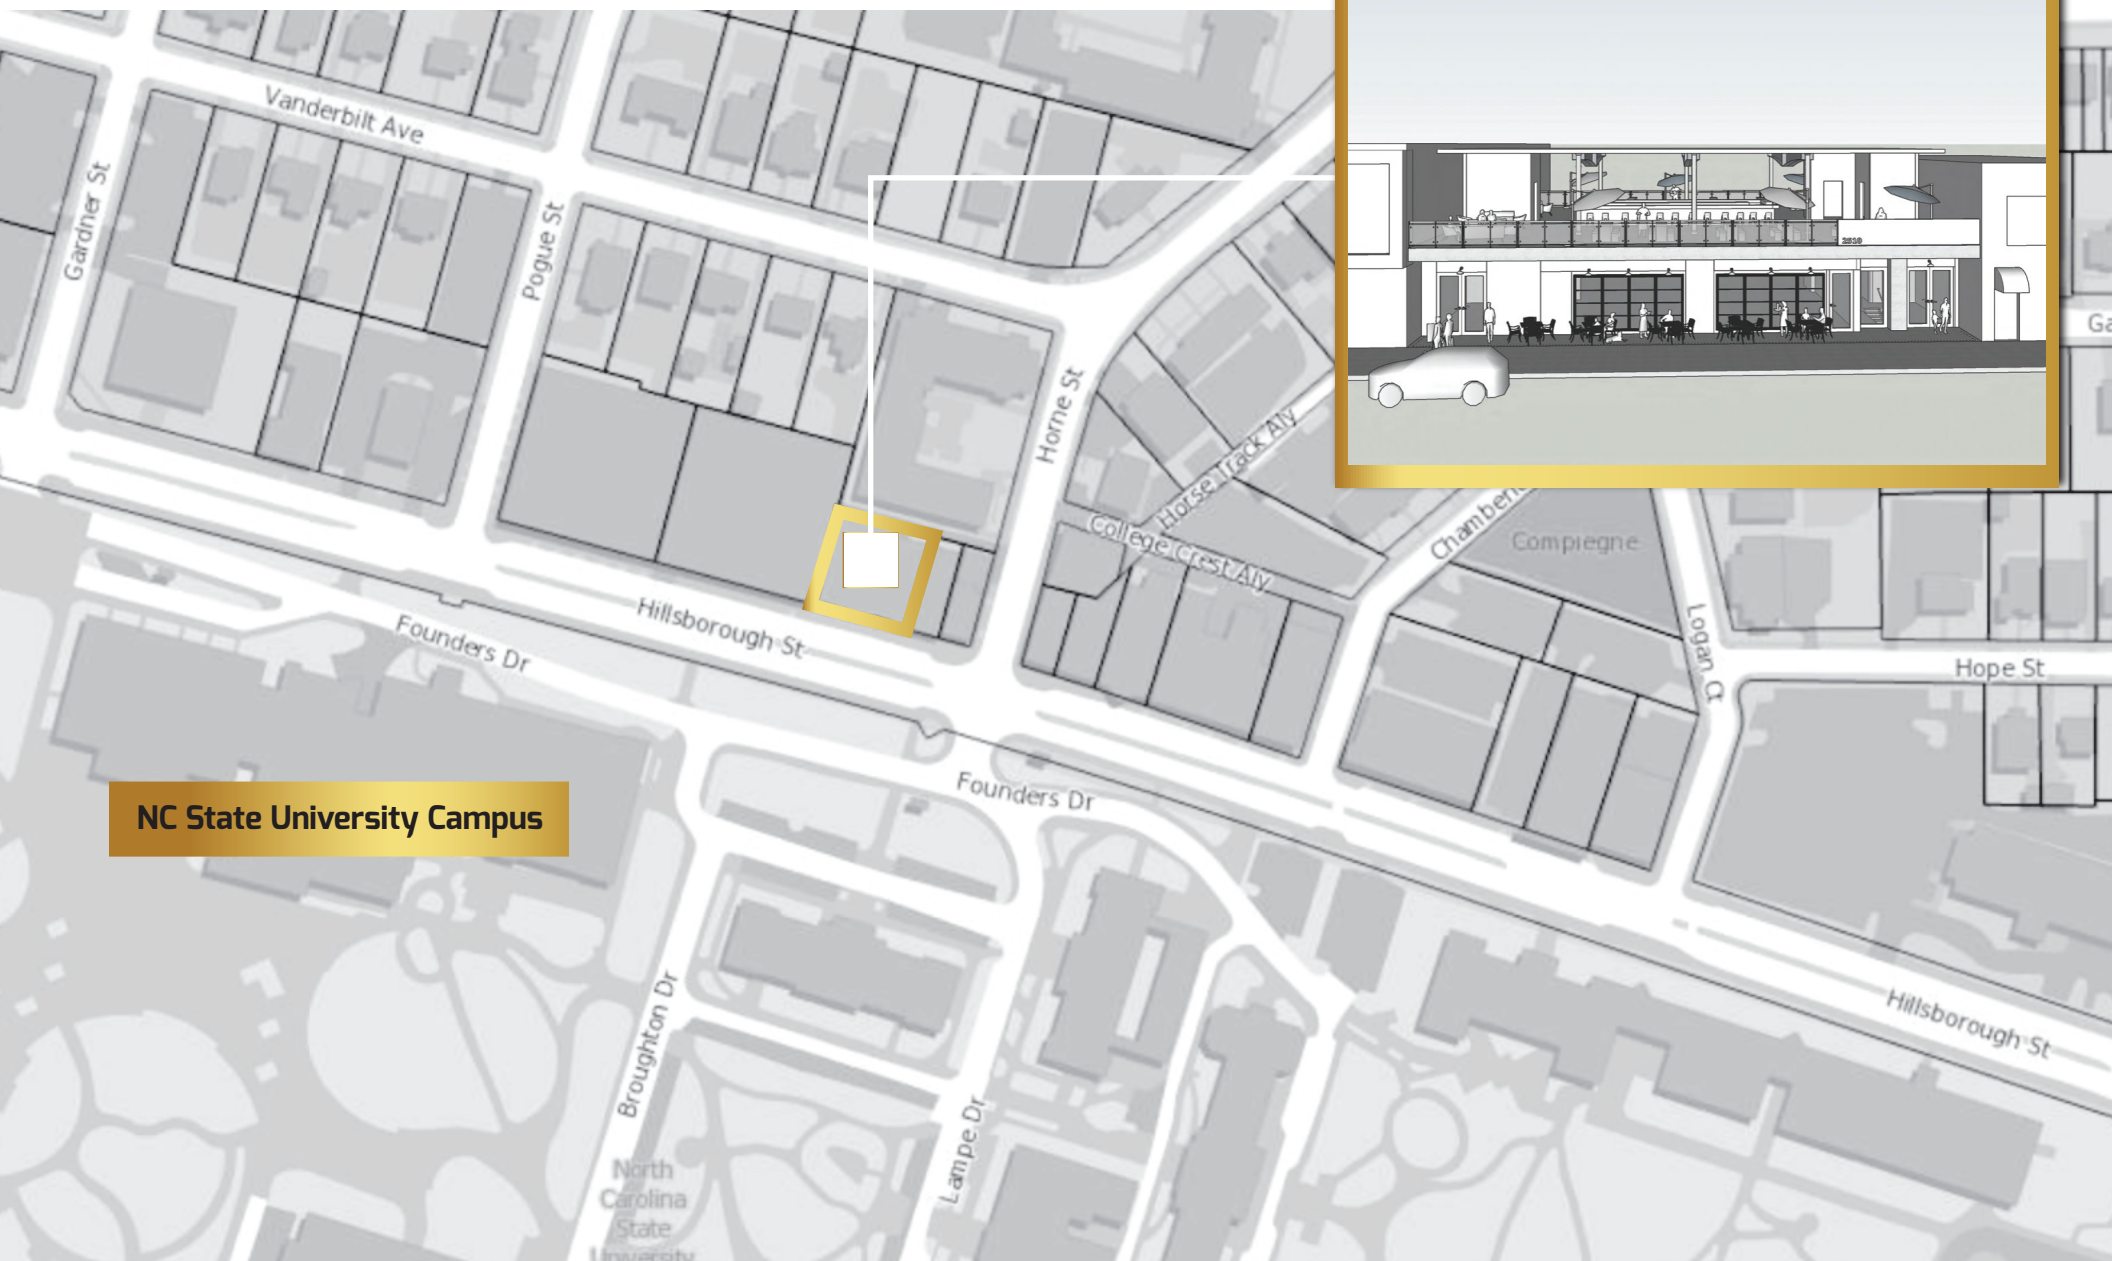 Vanderbilt Ave
Gardner St
Pogue St
2510
Horne St
Horse Track Aly
College Crest Aly
Compiegne
Hillsborough St
Founders Dr
Logan Ct
Hope St
NC State University Campus
Founders Dr
Hillsborough St
Broughton Dr
Lampe Dr
North
Carolina
State
University